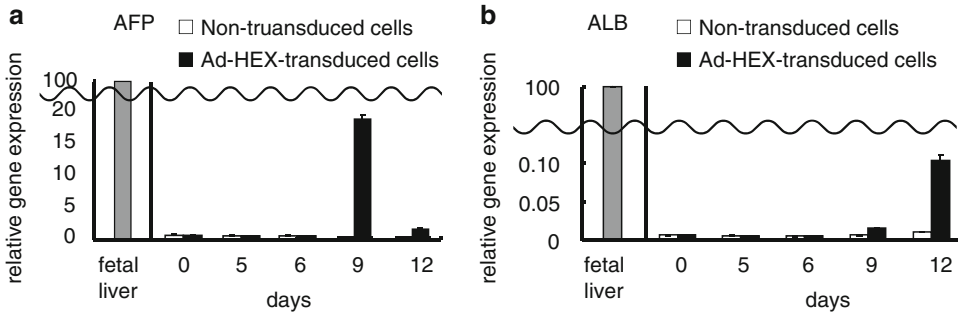 a
AFP
Non-truansduced cells
Ad-HEX-transduced cells
relative gene expression
100
20
15
10
5
0
fetal
liver
0 5 6 9 12
days
b
ALB
Non-transduced cells
Ad-HEX-transduced cells
relative gene expression
100
0.10
0.05
0
fetal
liver
0 5 6 9 12
days